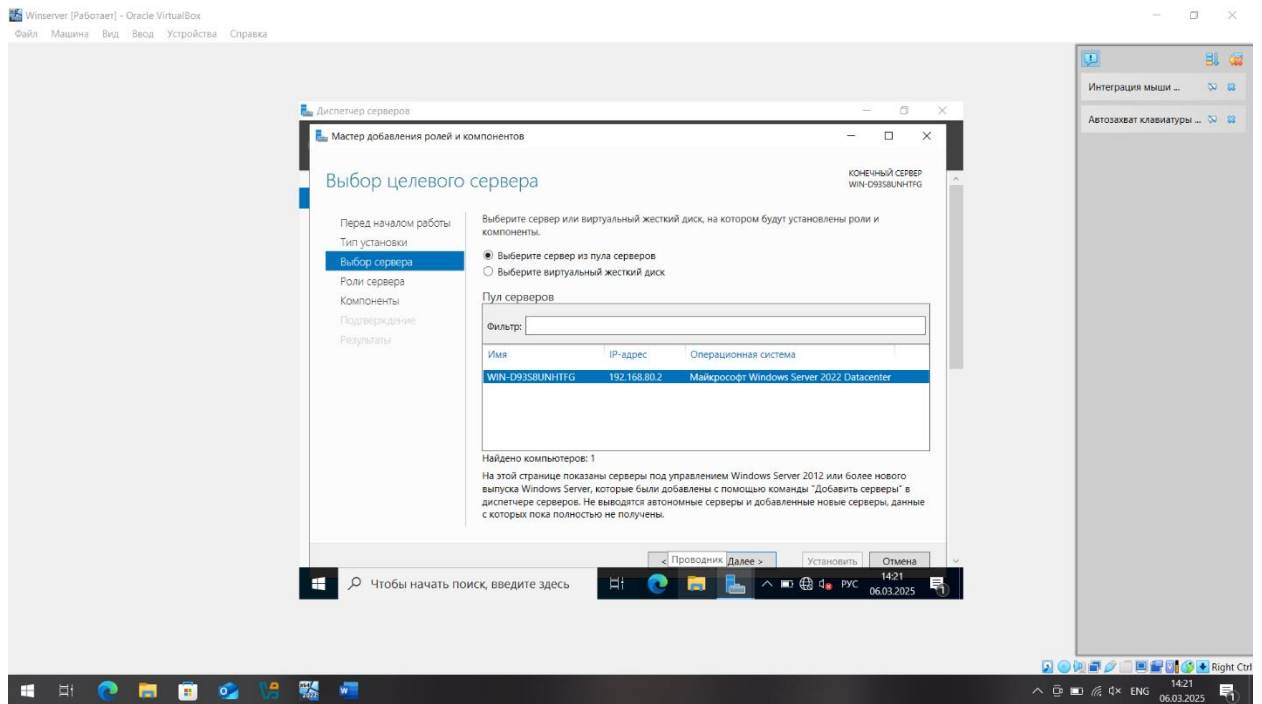 Winserver [Работает] - Oracle VirtualBox
Файл Машина Вид Ввод Устройства Справка
Интеграция мыши ...
Автозахват клавиатуры ...
Диспетчер серверов
Мастер добавления ролей и компонентов
Выбор целевого сервера
КОНЕЧНЫЙ СЕРВЕР
WIN-D93S8UNHTFG
Перед началом работы
Тип установки
Выбор сервера
Роли сервера
Компоненты
Подтверждение
Результаты
Выберите сервер или виртуальный жесткий диск, на котором будут установлены роли и
компоненты.
Выберите сервер из пула серверов
Выберите виртуальный жесткий диск
Пул серверов
Фильтр:
Имя IP-адрес Операционная система
WIN-D93S8UNHTFG 192.168.80.2 Майкрософт Windows Server 2022 Datacenter
Найдено компьютеров: 1
На этой странице показаны серверы под управлением Windows Server 2012 или более нового
выпуска Windows Server, которые были добавлены с помощью команды "Добавить серверы" в
диспетчере серверов. Не выводятся автономные серверы и добавленные новые серверы, данные
с которых пока полностью не получены.
< Проводник Далее > Установить Отмена
Чтобы начать поиск, введите здесь
РУС
14:21
06.03.2025
1
Right Ctrl
ENG
14:21
06.03.2025
1